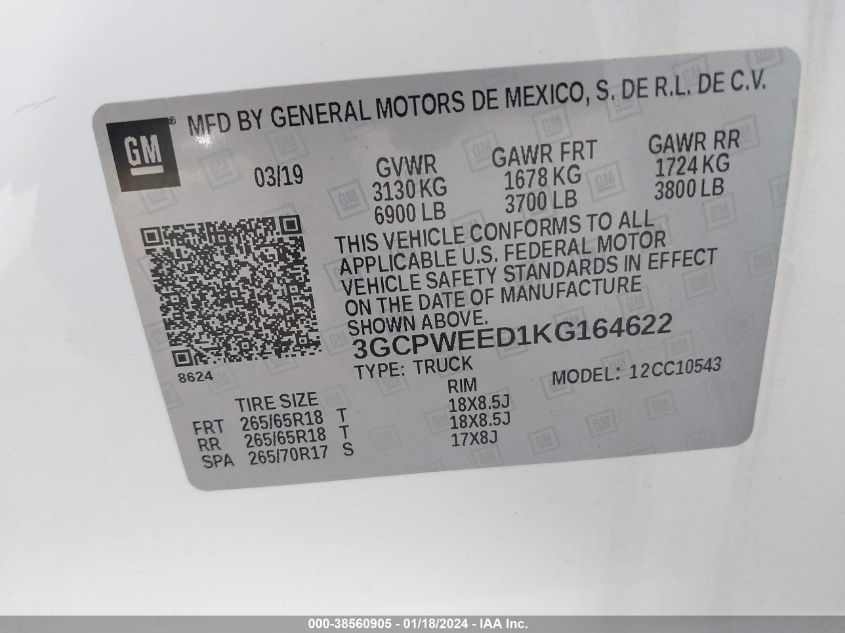 GM ® MFD BY GENERAL MOTORS DE MEXICO, S. DE R.L. DE C.V.
03/19
GVWR
3130 KG
6900 LB
GAWR FRT
1678 KG
3700 LB
GAWR RR
1724 KG
3800 LB
THIS VEHICLE CONFORMS TO ALL
APPLICABLE U.S. FEDERAL MOTOR
VEHICLE SAFETY STANDARDS IN EFFECT
ON THE DATE OF MANUFACTURE
SHOWN ABOVE.
3GCPWEED1KG164622
8624
TYPE: TRUCK
MODEL: 12CC10543
TIRE SIZE RIM
FRT 265/65R18 T 18X8.5J
RR 265/65R18 T 18X8.5J
SPA 265/70R17 S 17X8J
000-38560905 - 01/18/2024 - IAA Inc.